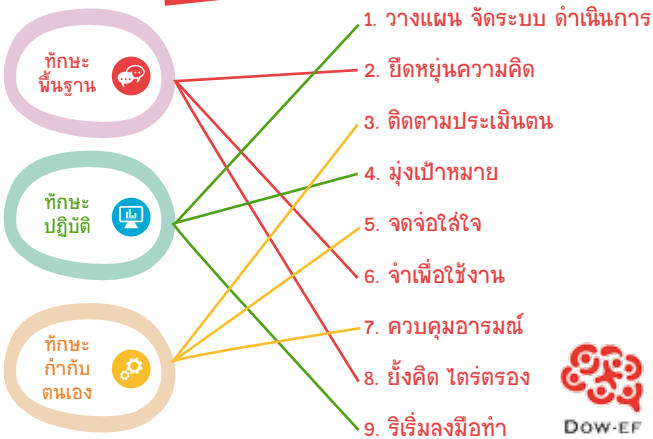 ทักษะ
พื้นฐาน
ทักษะ
ปฏิบัติ
ทักษะ
กำกับ
ตนเอง
1. วางแผน จัดระบบ ดำเนินการ
2. ยืดหยุ่นความคิด
3. ติดตามประเมินตน
4. มุ่งเป้าหมาย
5. จดจ่อใส่ใจ
6. จำเพื่อใช้งาน
7. ควบคุมอารมณ์
8. ยั้งคิด ไตร่ตรอง
9. ริเริ่มลงมือทำ
DOW-EF